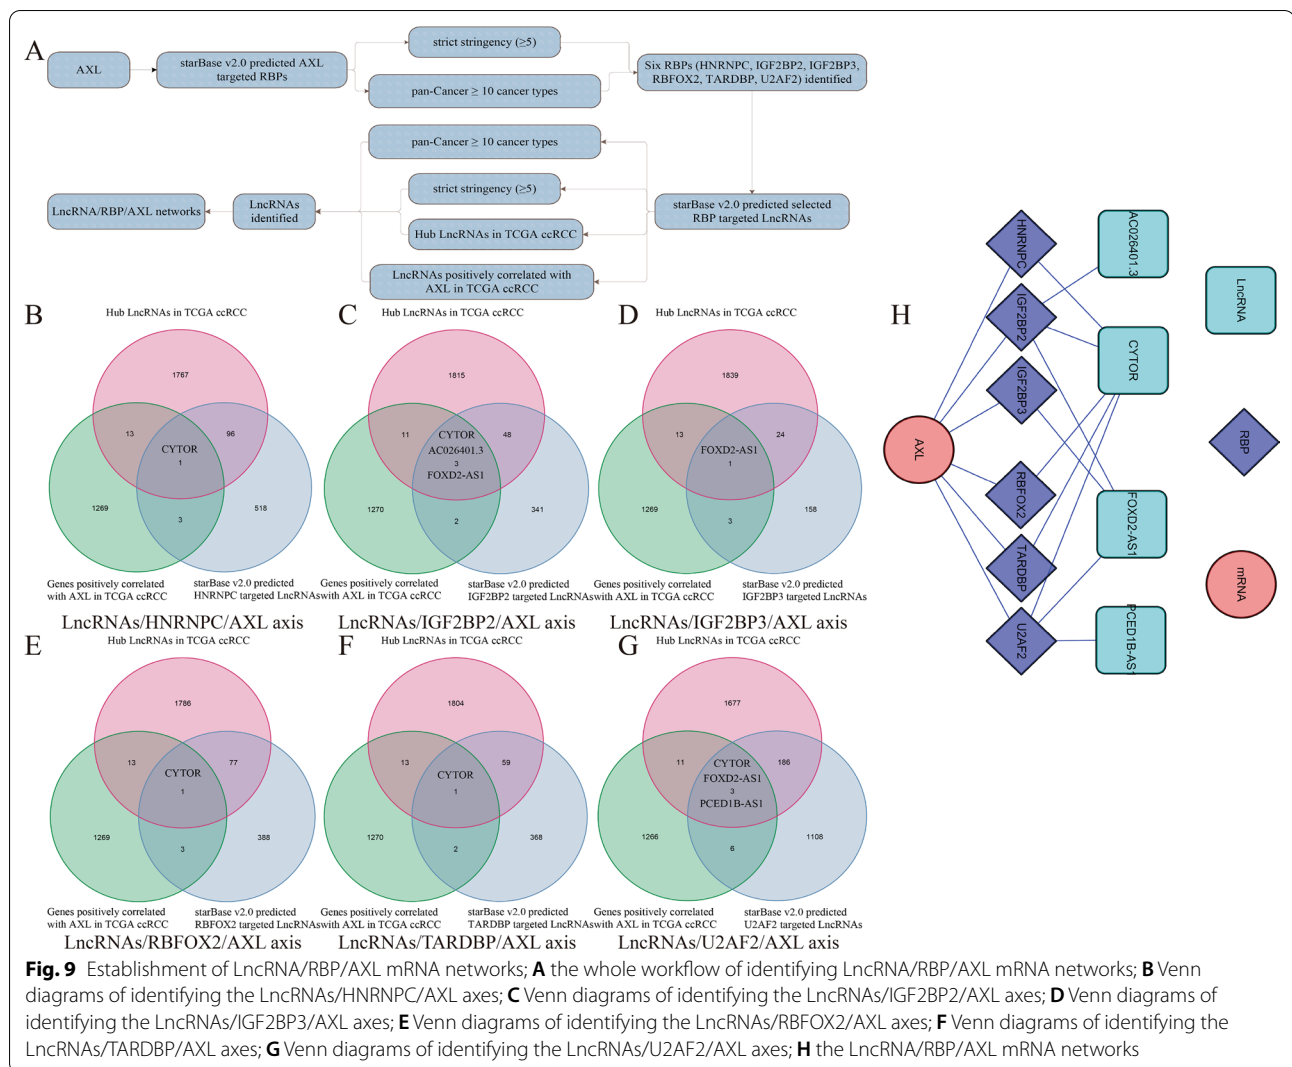 A
AXL
starBase v2.0 predicted AXL
targeted RBPs
strict stringency (≥5)
pan-Cancer ≥ 10 cancer types
Six RBPs (HNRNPC, IGF2BP2, IGF2BP3,
RBFOX2, TARDBP, U2AF2) identified
pan-Cancer ≥ 10 cancer types
strict stringency (≥5)
Hub LncRNAs in TCGA ccRCC
LncRNAs positively correlated with
AXL in TCGA ccRCC
starBase v2.0 predicted selected
RBP targeted LncRNAs
LncRNAs
identified
LncRNA/RBP/AXL networks
B
Hub LncRNAs in TCGA ccRCC
1767
13
96
CYTOR
1
1269
518
3
Genes positively correlated
with AXL in TCGA ccRCC
starBase v2.0 predicted
HNRNPC targeted LncRNAs
LncRNAs/HNRNPC/AXL axis
C
Hub LncRNAs in TCGA ccRCC
1815
11
48
CYTOR
AC026401.3
3
FOXD2-AS1
1270
341
2
Genes positively correlated
with AXL in TCGA ccRCC
starBase v2.0 predicted
IGF2BP2 targeted LncRNAs
LncRNAs/IGF2BP2/AXL axis
D
Hub LncRNAs in TCGA ccRCC
1839
13
24
FOXD2-AS1
1
1269
158
3
Genes positively correlated
with AXL in TCGA ccRCC
starBase v2.0 predicted
IGF2BP3 targeted LncRNAs
LncRNAs/IGF2BP3/AXL axis
E
Hub LncRNAs in TCGA ccRCC
1786
13
77
CYTOR
1
1269
388
3
Genes positively correlated
with AXL in TCGA ccRCC
starBase v2.0 predicted
RBFOX2 targeted LncRNAs
LncRNAs/RBFOX2/AXL axis
F
Hub LncRNAs in TCGA ccRCC
1804
13
59
CYTOR
1
1270
368
2
Genes positively correlated
with AXL in TCGA ccRCC
starBase v2.0 predicted
TARDBP targeted LncRNAs
LncRNAs/TARDBP/AXL axis
G
Hub LncRNAs in TCGA ccRCC
1677
11
186
CYTOR
FOXD2-AS1
3
PCED1B-AS1
1266
1108
6
Genes positively correlated
with AXL in TCGA ccRCC
starBase v2.0 predicted
U2AF2 targeted LncRNAs
LncRNAs/U2AF2/AXL axis
H
AXL
HNRNPC
IGF2BP2
IGF2BP3
RBFOX2
TARDBP
U2AF2
AC026401.3
CYTOR
FOXD2-AS1
PCED1B-AS1
LncRNA
RBP
mRNA
Fig. 9 Establishment of LncRNA/RBP/AXL mRNA networks; A the whole workflow of identifying LncRNA/RBP/AXL mRNA networks; B Venn
diagrams of identifying the LncRNAs/HNRNPC/AXL axes; C Venn diagrams of identifying the LncRNAs/IGF2BP2/AXL axes; D Venn diagrams of
identifying the LncRNAs/IGF2BP3/AXL axes; E Venn diagrams of identifying the LncRNAs/RBFOX2/AXL axes; F Venn diagrams of identifying the
LncRNAs/TARDBP/AXL axes; G Venn diagrams of identifying the LncRNAs/U2AF2/AXL axes; H the LncRNA/RBP/AXL mRNA networks